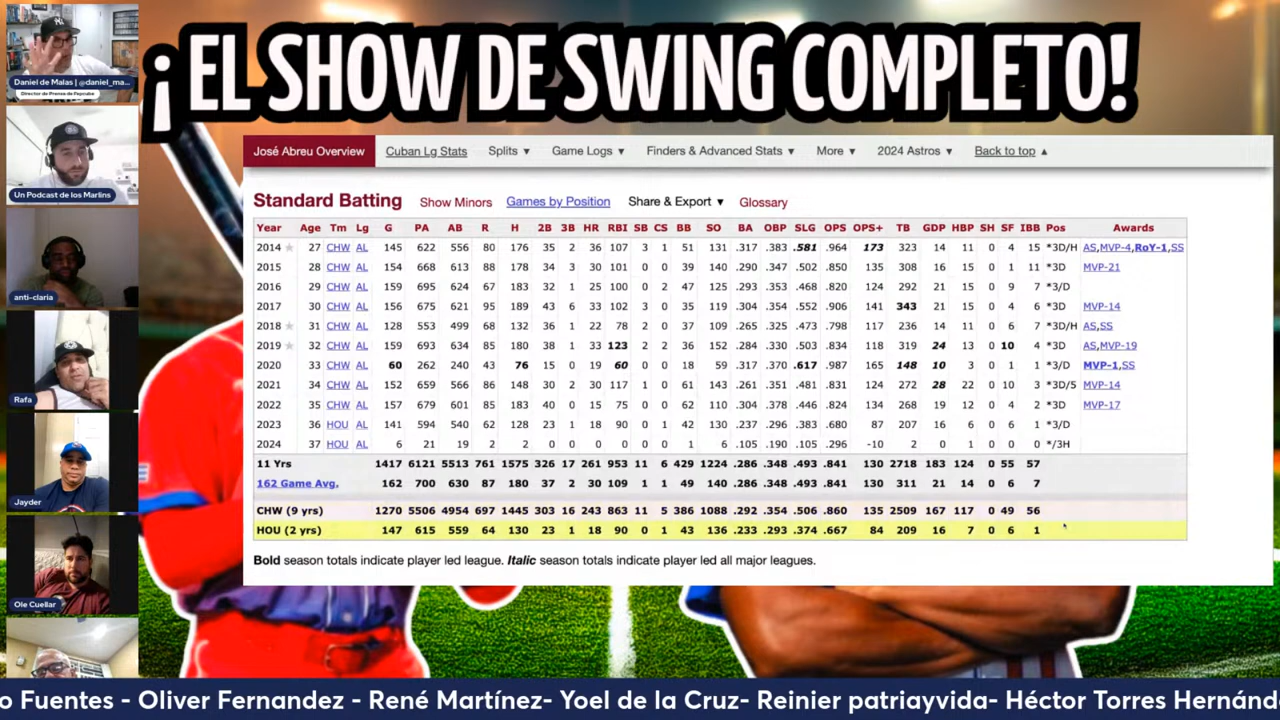 ¡EL SHOW DE SWING COMPLETO!
Daniel de Malas | @daniel_ma...
Director de Prensa de Fepcube
Un Podcast de los Marlins
anti-claria
Rafa
Jayder
Ole Cuellar
José Abreu Overview Cuban Lg Stats Splits ▼ Game Logs ▼ Finders & Advanced Stats ▼ More ▼ 2024 Astros ▼ Back to top ▲
Standard Batting Show Minors Games by Position Share & Export ▼ Glossary
Year Age Tm Lg G PA AB R H 2B 3B HR RBI SB CS BB SO BA OBP SLG OPS OPS+ TB GDP HBP SH SF IBB Pos Awards
2014 ★ 27 CHW AL 145 622 556 80 176 35 2 36 107 3 1 51 131 .317 .383 .581 .964 173 323 14 11 0 4 15 *3D/H AS,MVP-4,RoY-1,SS
2015 28 CHW AL 154 668 613 88 178 34 3 30 101 0 0 39 140 .290 .347 .502 .850 135 308 16 15 0 1 11 *3D MVP-21
2016 29 CHW AL 159 695 624 67 183 32 1 25 100 0 2 47 125 .293 .353 .468 .820 124 292 21 15 0 9 7 *3/D
2017 30 CHW AL 156 675 621 95 189 43 6 33 102 3 0 35 119 .304 .354 .552 .906 141 343 21 15 0 4 6 *3D MVP-14
2018 ★ 31 CHW AL 128 553 499 68 132 36 1 22 78 2 0 37 109 .265 .325 .473 .798 117 236 14 11 0 6 7 *3D/H AS,SS
2019 ★ 32 CHW AL 159 693 634 85 180 38 1 33 123 2 2 36 152 .284 .330 .503 .834 118 319 24 13 0 10 4 *3D AS,MVP-19
2020 33 CHW AL 60 262 240 43 76 15 0 19 60 0 0 18 59 .317 .370 .617 .987 165 148 10 3 0 1 1 *3/D MVP-1,SS
2021 34 CHW AL 152 659 566 86 148 30 2 30 117 1 0 61 143 .261 .351 .481 .831 124 272 28 22 0 10 3 *3D/5 MVP-14
2022 35 CHW AL 157 679 601 85 183 40 0 15 75 0 0 62 110 .304 .378 .446 .824 134 268 19 12 0 4 2 *3D MVP-17
2023 36 HOU AL 141 594 540 62 128 23 1 18 90 0 1 42 130 .237 .296 .383 .680 87 207 16 6 0 6 1 *3/D
2024 37 HOU AL 6 21 19 2 2 0 0 0 0 0 0 1 6 .105 .190 .105 .296 -10 2 0 1 0 0 0 */3H
11 Yrs 1417 6121 5513 761 1575 326 17 261 953 11 6 429 1224 .286 .348 .493 .841 130 2718 183 124 0 55 57
162 Game Avg. 162 700 630 87 180 37 2 30 109 1 1 49 140 .286 .348 .493 .841 130 311 21 14 0 6 7
CHW (9 yrs) 1270 5506 4954 697 1445 303 16 243 863 11 5 386 1088 .292 .354 .506 .860 135 2509 167 117 0 49 56
HOU (2 yrs) 147 615 559 64 130 23 1 18 90 0 1 43 136 .233 .293 .374 .667 84 209 16 7 0 6 1
Bold season totals indicate player led league. Italic season totals indicate player led all major leagues.
o Fuentes - Oliver Fernandez - René Martínez- Yoel de la Cruz- Reinier patriayvida- Héctor Torres Hernánd